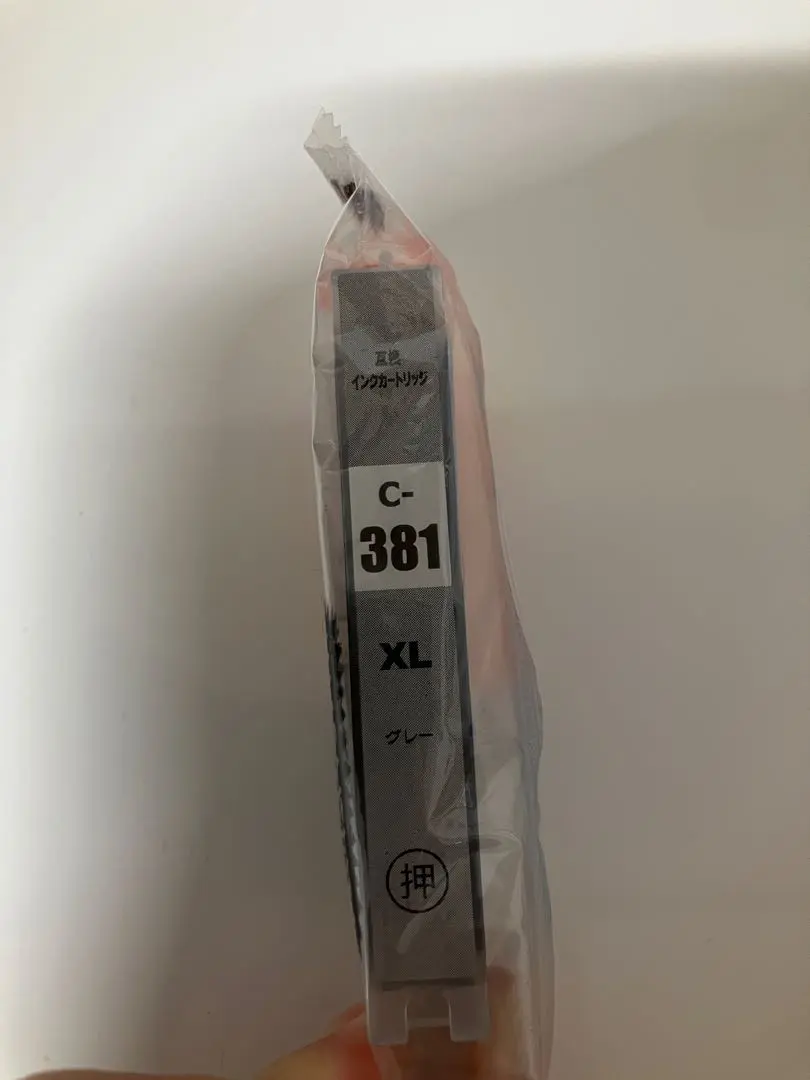 互換
インクカートリッジ
C-
381
XL
グレー
押